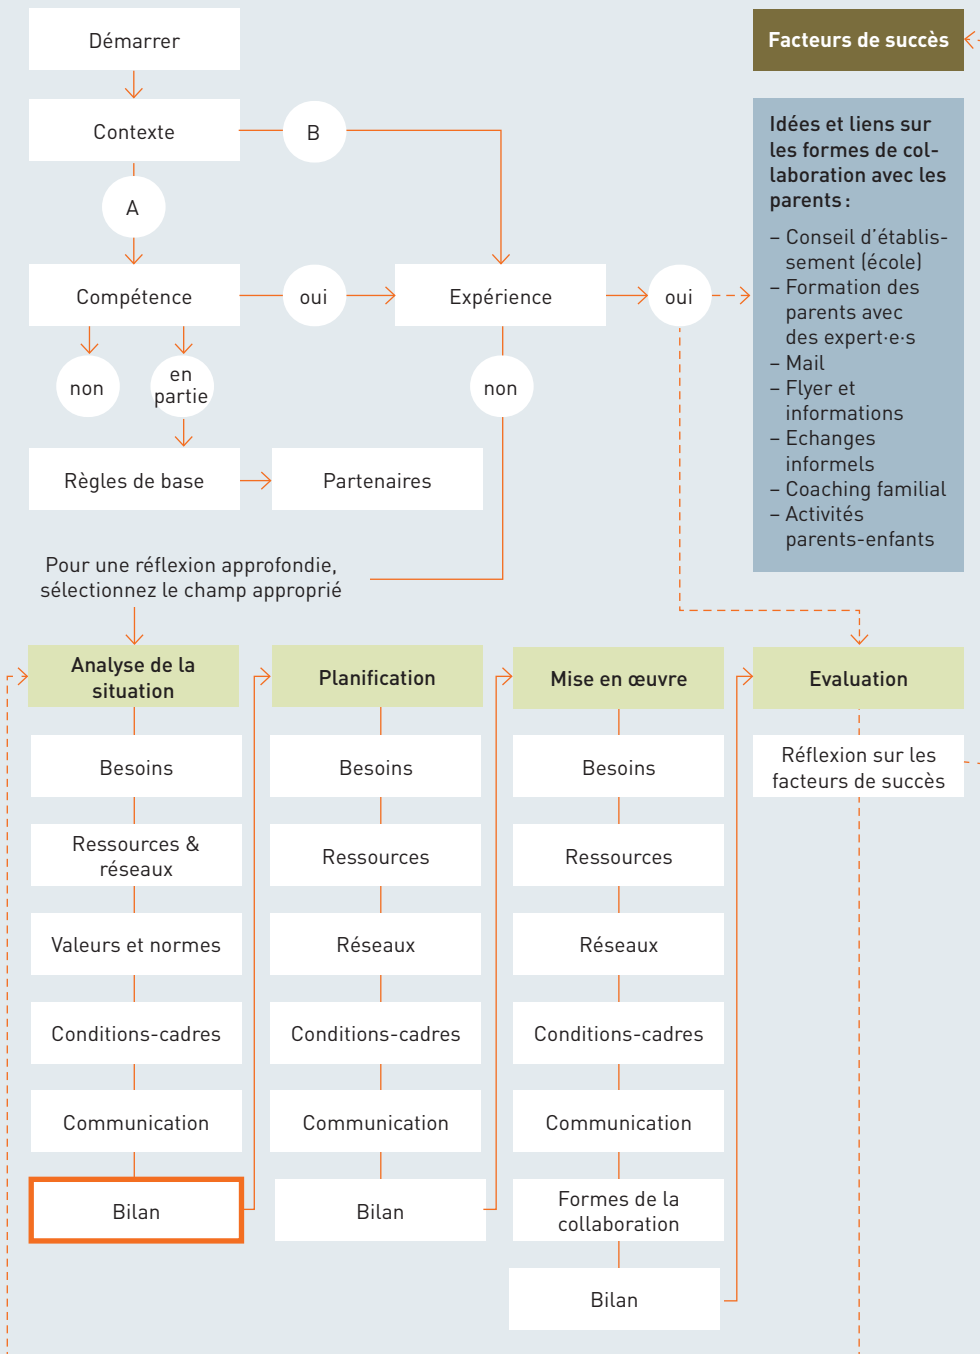 Démarrer
Contexte
B
A
Compétence
oui
Expérience
oui
non
en
partie
non
Règles de base
Partenaires
Facteurs de succès
Idées et liens sur
les formes de col-
laboration avec les
parents :
– Conseil d’établis-
sement (école)
– Formation des
parents avec
des expert·e·s
– Mail
– Flyer et
informations
– Echanges
informels
– Coaching familial
– Activités
parents-enfants
Pour une réflexion approfondie,
sélectionnez le champ approprié
Analyse de la
situation
Besoins
Ressources &
réseaux
Valeurs et normes
Conditions-cadres
Communication
Bilan
Planification
Besoins
Ressources
Réseaux
Conditions-cadres
Communication
Bilan
Mise en œuvre
Besoins
Ressources
Réseaux
Conditions-cadres
Communication
Formes de la
collaboration
Bilan
Evaluation
Réflexion sur les
facteurs de succès